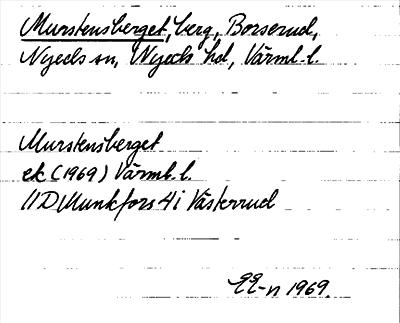 Murstensberget, berg, Borserud,
Nyeds sn, Nyeds hd, Värml. l.
Murstensberget
ek (1969) Värml. l.
11D Munkfors 4i Västerrud
EE-n 1969.